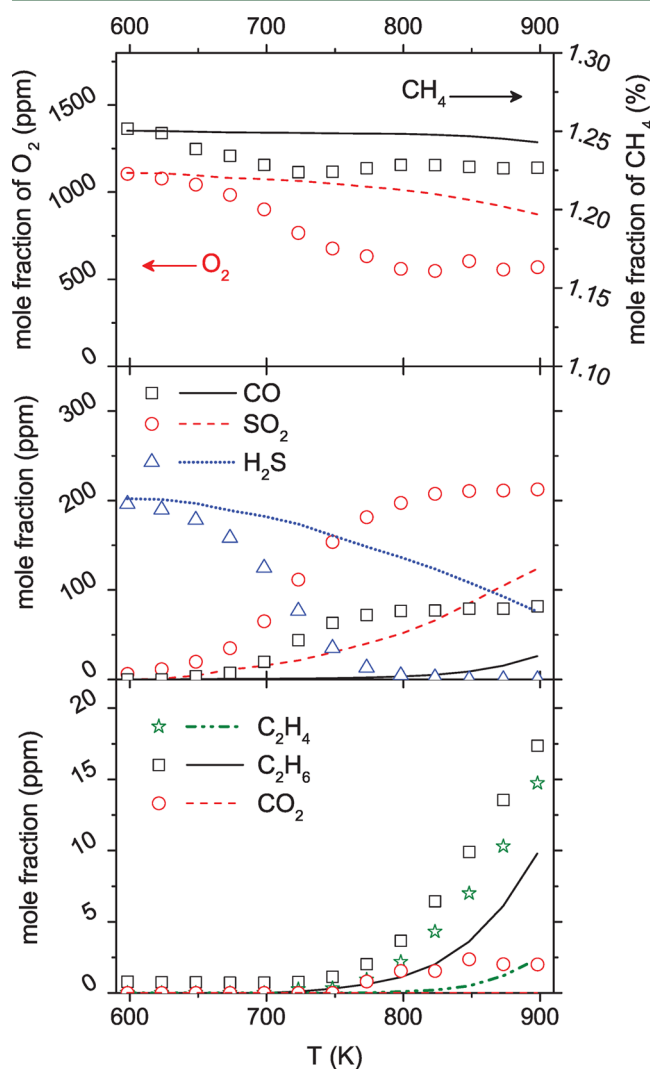 600 700 800 900
mole fraction of O2 (ppm)
1750
1500
1000
500
0
CH4
O2
1.30
1.25
1.20
1.15
1.10
mole fraction of CH4 (%)
mole fraction (ppm)
300
200
100
0
CO
SO2
H2S
mole fraction (ppm)
20
15
10
5
0
C2H4
C2H6
CO2
600 700 800 900
T (K)